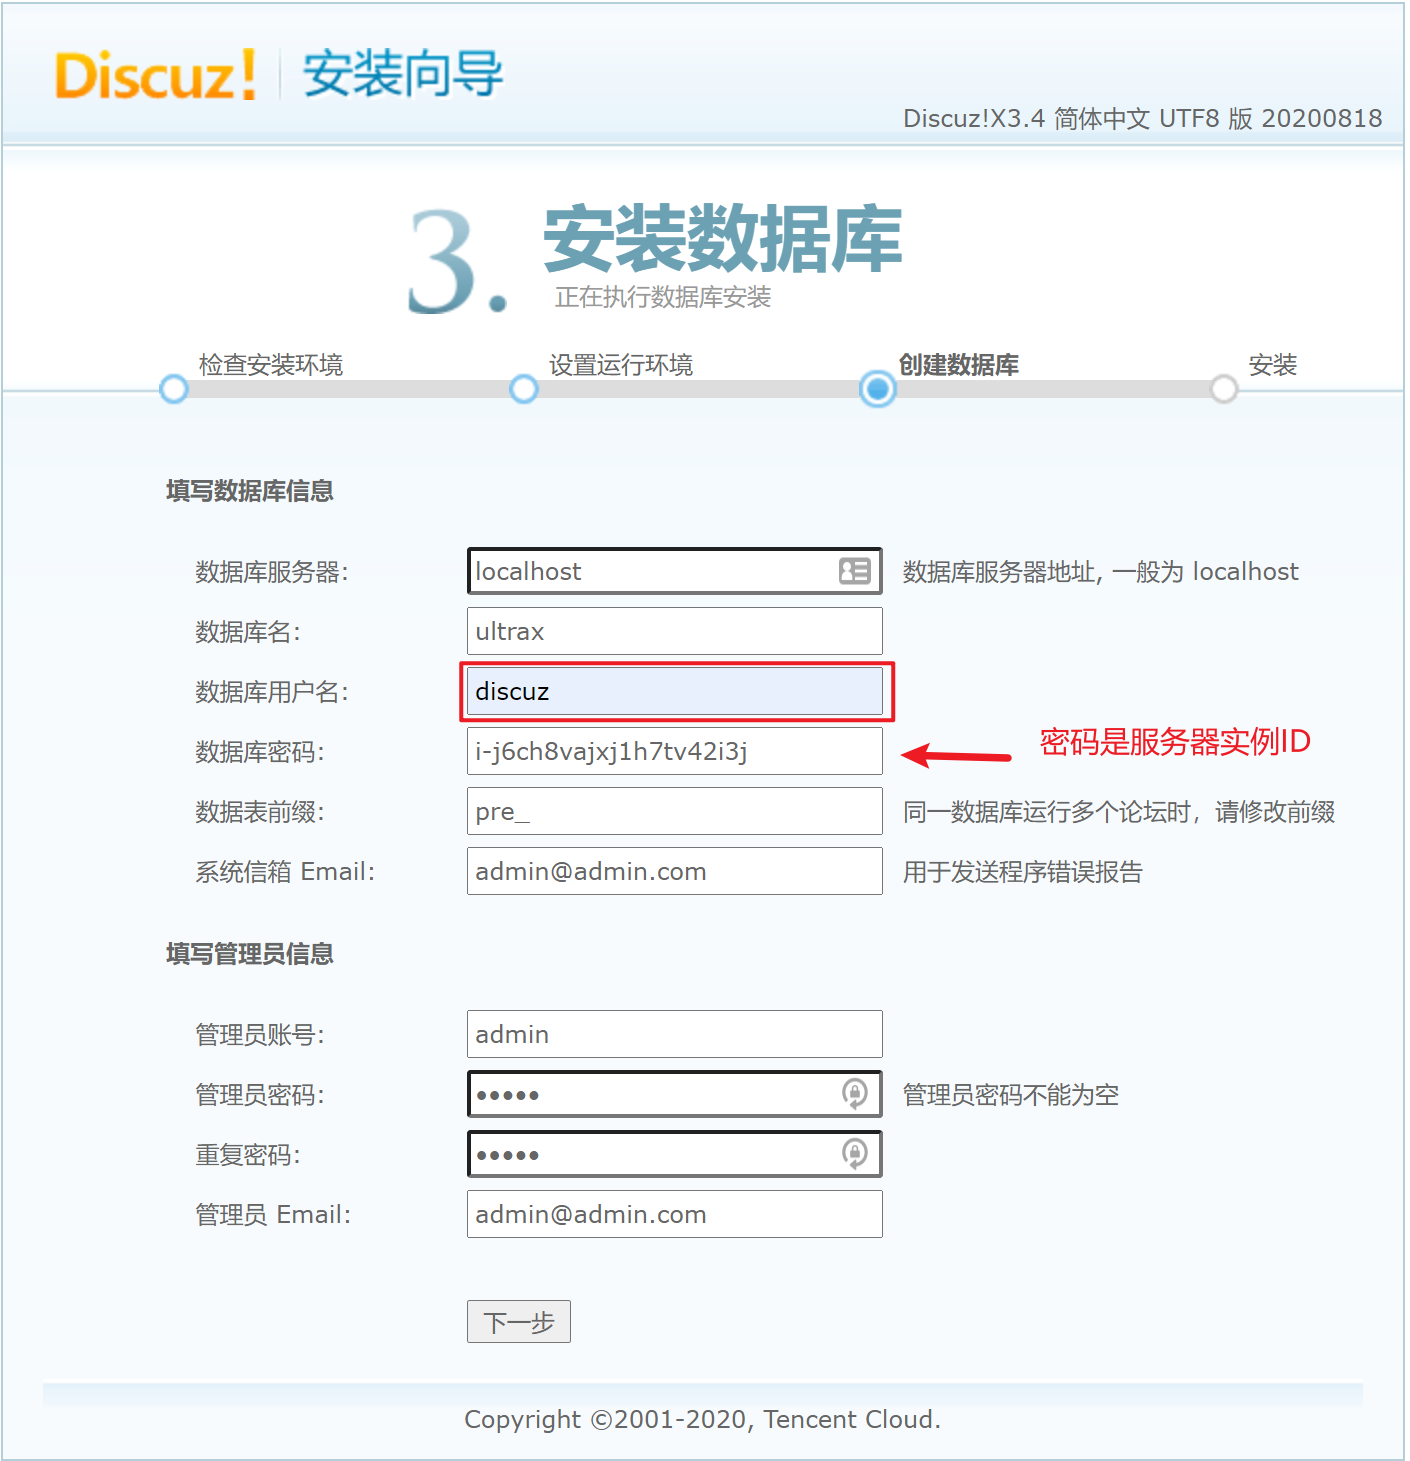 Discuz! 安装向导
Discuz!X3.4 简体中文 UTF8 版 20200818
3. 安装数据库
正在执行数据库安装
检查安装环境 设置运行环境 创建数据库 安装
填写数据库信息
数据库服务器: localhost 数据库服务器地址, 一般为 localhost
数据库名: ultrax
数据库用户名: discuz
数据库密码: i-j6ch8vajxj1h7tv42i3j 密码是服务器实例ID
数据表前缀: pre_ 同一数据库运行多个论坛时，请修改前缀
系统信箱 Email: admin@admin.com 用于发送程序错误报告
填写管理员信息
管理员账号: admin
管理员密码: ••••• 管理员密码不能为空
重复密码: •••••
管理员 Email: admin@admin.com
下一步
Copyright ©2001-2020, Tencent Cloud.